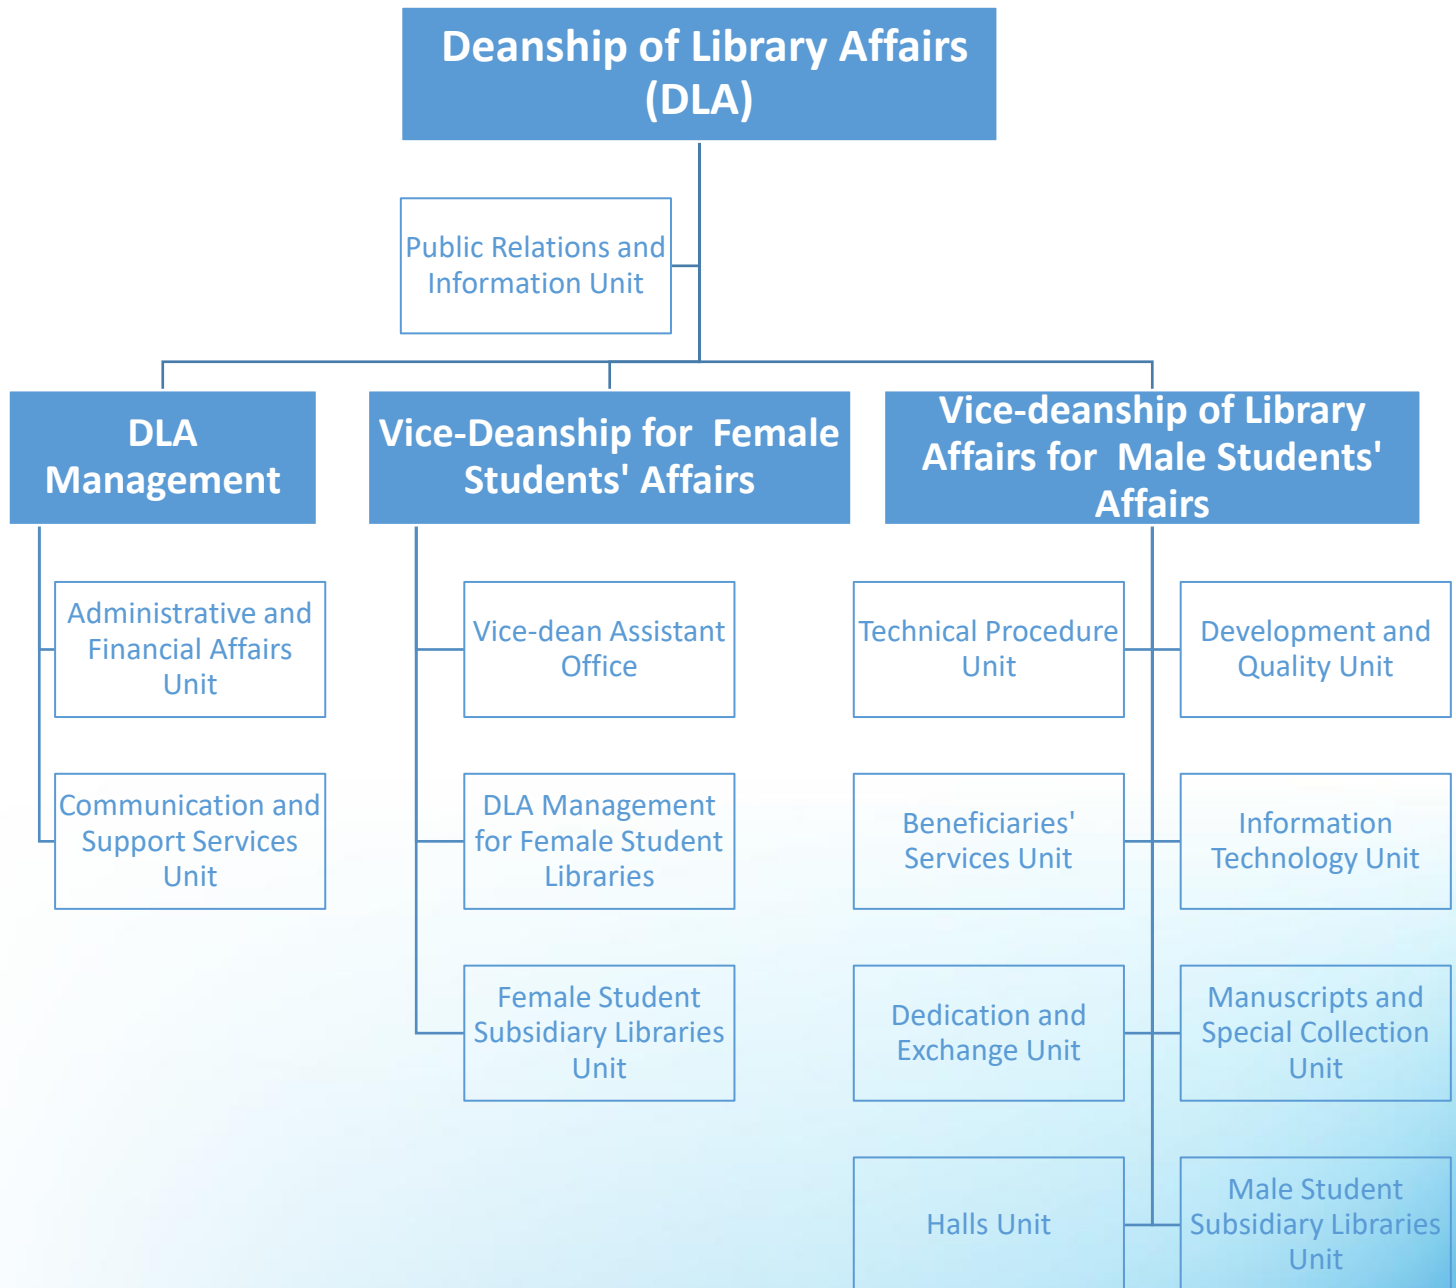 Deanship of Library Affairs
(DLA)
Public Relations and
Information Unit
DLA
Management
Vice-Deanship for Female
Students' Affairs
Vice-deanship of Library
Affairs for Male Students'
Affairs
Administrative and
Financial Affairs
Unit
Communication and
Support Services
Unit
Vice-dean Assistant
Office
DLA Management
for Female Student
Libraries
Female Student
Subsidiary Libraries
Unit
Technical Procedure
Unit
Development and
Quality Unit
Beneficiaries'
Services Unit
Information
Technology Unit
Dedication and
Exchange Unit
Manuscripts and
Special Collection
Unit
Halls Unit
Male Student
Subsidiary Libraries
Unit